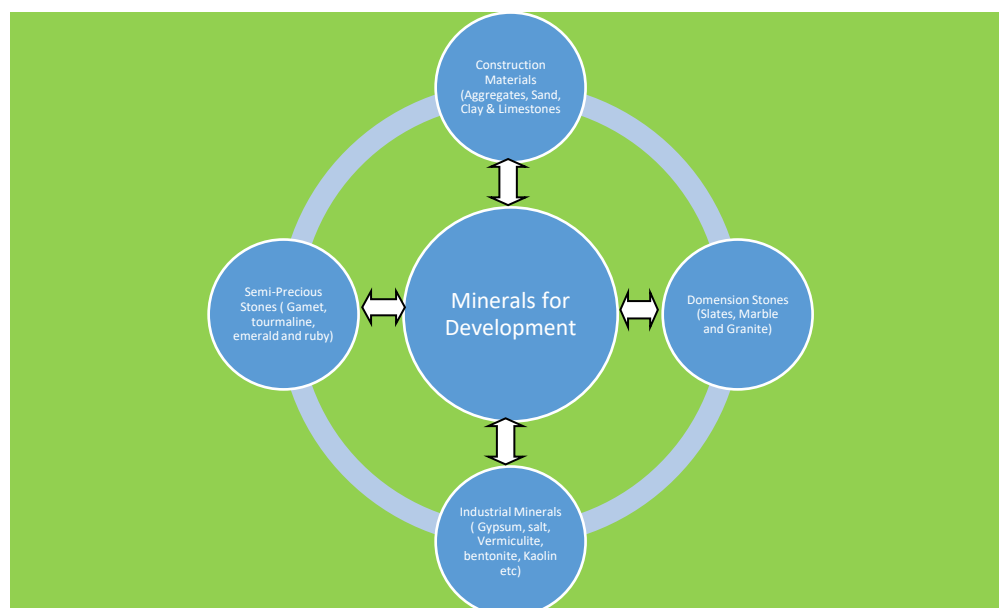 Construction
Materials
(Aggregates, Sand,
Clay & Limestones
Semi-Precious
Stones ( Gamet,
tourmaline,
emerald and ruby)
Minerals for
Development
Domension Stones
(Slates, Marble
and Granite)
Industrial Minerals
( Gypsum, salt,
Vermiculite,
bentonite, Kaolin
etc)